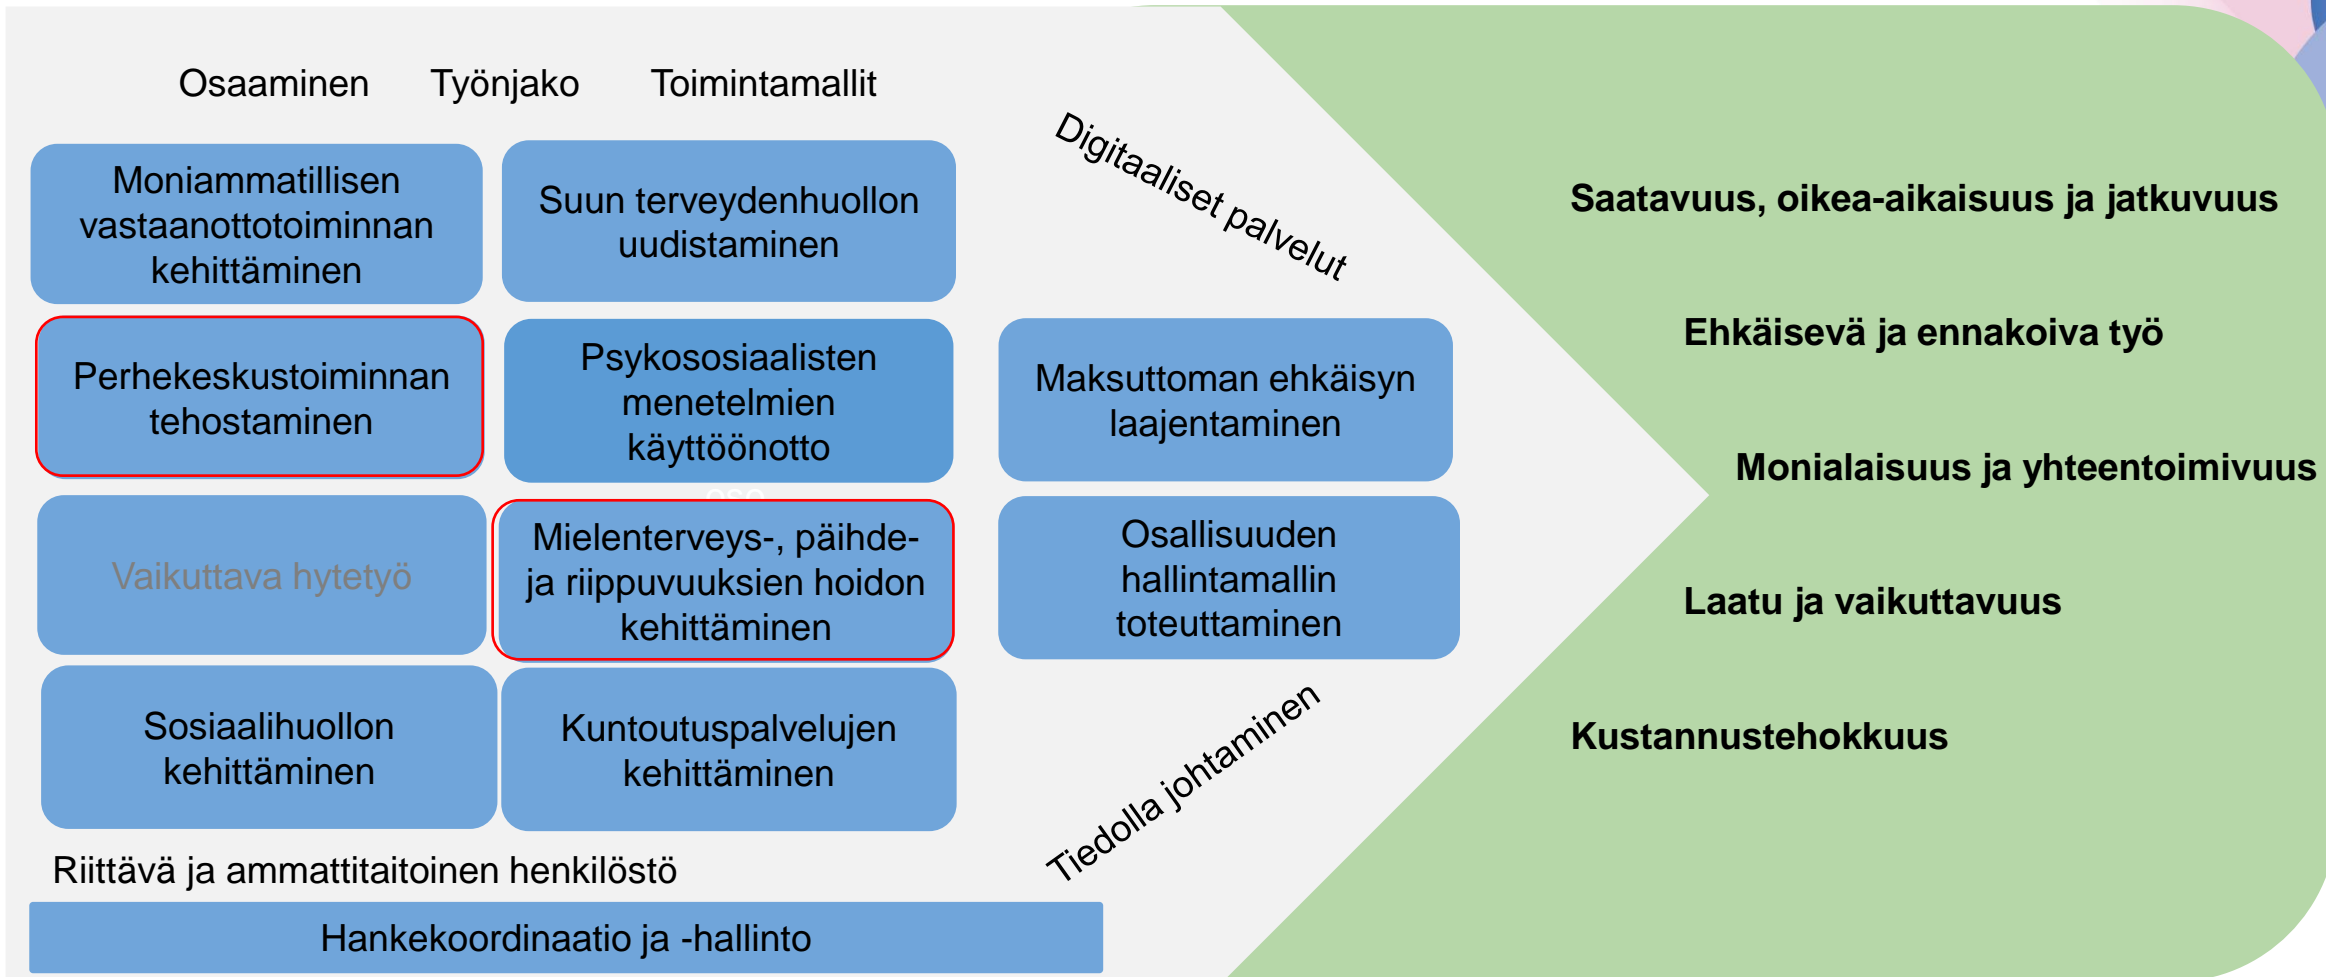 Osaaminen Työnjako Toimintamallit
Moniammatillisen
vastaanottotoiminnan
kehittäminen
Suun terveydenhuollon
uudistaminen
Digitaaliset palvelut
Perhekeskustoiminnan
tehostaminen
Psykososiaalisten
menetelmien
käyttöönotto
Maksuttoman ehkäisyn
laajentaminen
Vaikuttava hytetyö
Mielenterveys-, päihde-
ja riippuvuuksien hoidon
kehittäminen
Osallisuuden
hallintamallin
toteuttaminen
Sosiaalihuollon
kehittäminen
Kuntoutuspalvelujen
kehittäminen
Tiedolla johtaminen
Riittävä ja ammattitaitoinen henkilöstö
Hankekoordinaatio ja -hallinto
Saatavuus, oikea-aikaisuus ja jatkuvuus
Ehkäisevä ja ennakoiva työ
Monialaisuus ja yhteentoimivuus
Laatu ja vaikuttavuus
Kustannustehokkuus